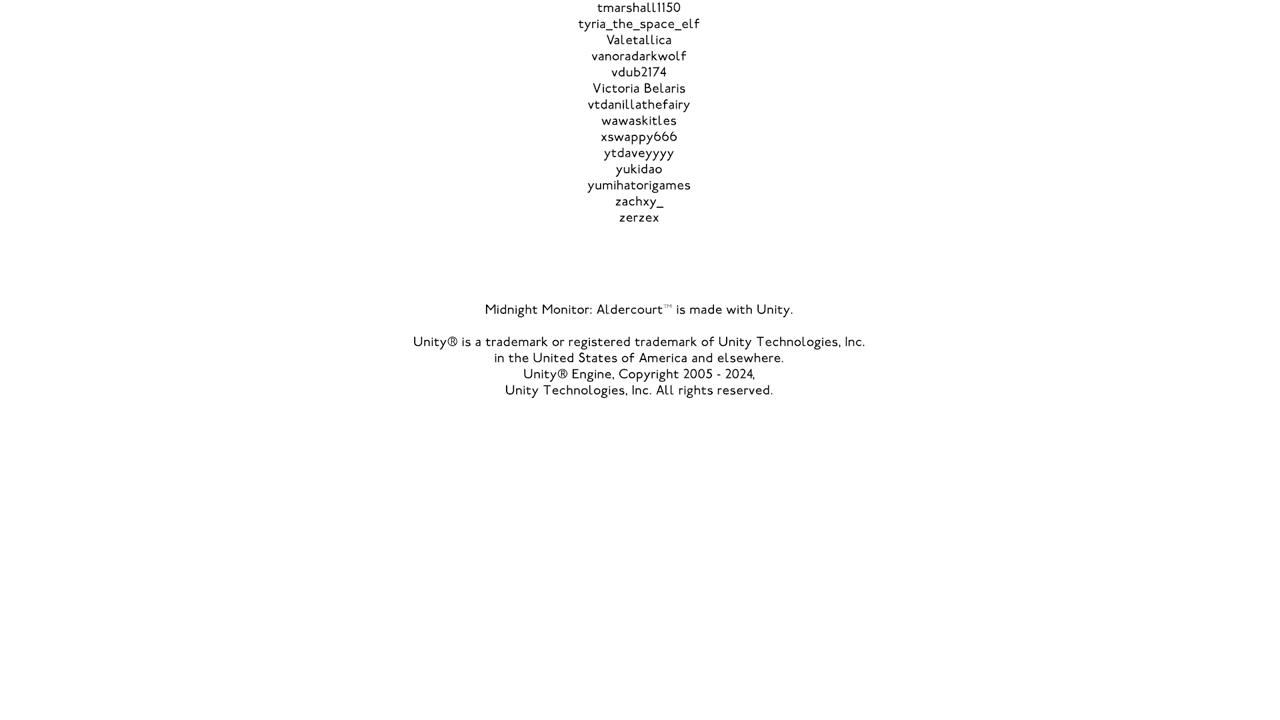 tmarshall1150
tyria_the_space_elf
Valetallica
vanoradarkwolf
vdub2174
Victoria Belaris
vtdanillathefairy
wawaskitles
xswappy666
ytdaveyyyy
yukidao
yumihatorigames
zachxy_
zerzex
Midnight Monitor: Aldercourt™ is made with Unity.
Unity® is a trademark or registered trademark of Unity Technologies, Inc.
in the United States of America and elsewhere.
Unity® Engine, Copyright 2005 - 2024,
Unity Technologies, Inc. All rights reserved.